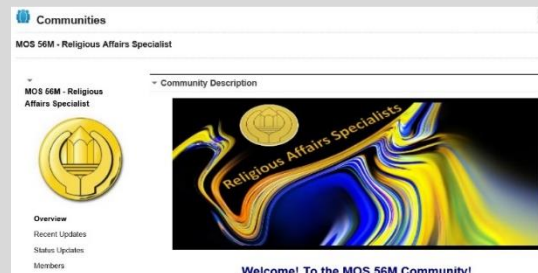 Communities
MOS 56M - Religious Affairs Specialist
MOS 56M - Religious
Affairs Specialist
Overview
Recent Updates
Status Updates
Members
Community Description
Religious Affairs Specialists
Welcome! To the MOS 56M Community!